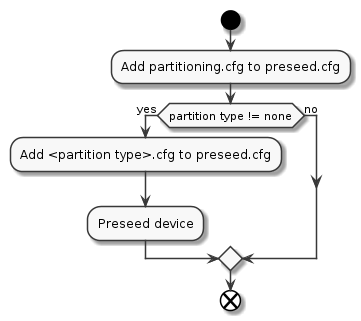 Add partitioning.cfg to preseed.cfg
yes
partition type != none
no
Add <partition type>.cfg to preseed.cfg
Preseed device